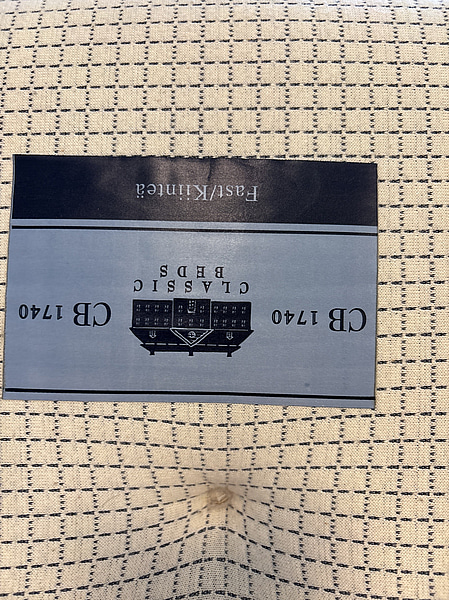 Fast/Kiinteä
CLASSIC
BEDS
CB 1740
CB 1740